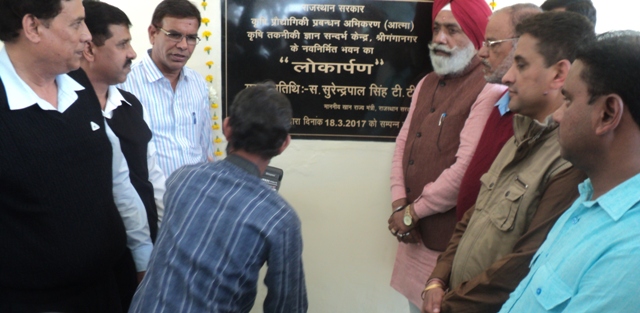 राजस्थान सरकार
कृषि प्रौद्योगिकी प्रबन्धन अभिकरण (आत्मा)
कृषि तकनीकी ज्ञान सन्दर्भ केन्द्र, श्रीगंगानगर
के नवनिर्मित भवन का
"लोकार्पण"
अतिथि:-स. सुरेन्द्रपाल सिंह टी.टी
माननीय खान राज्य मंत्री, राजस्थान
दिनांक 18.3.2017 को सम्पन्न